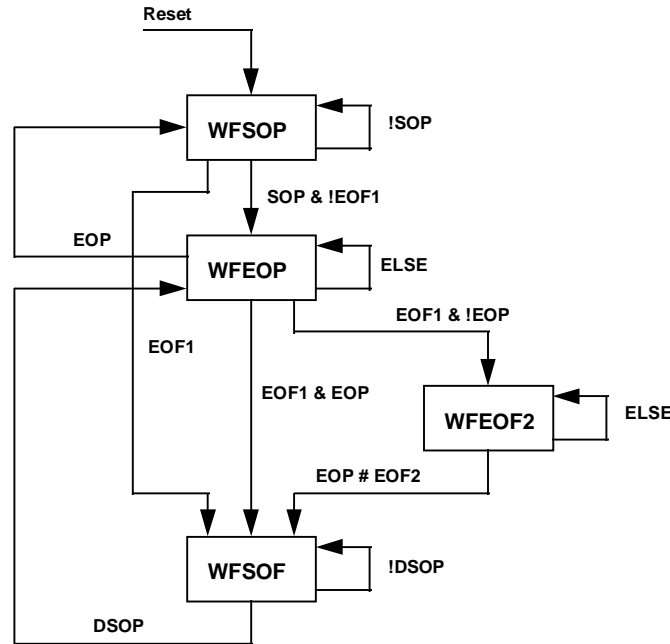 Reset
WFSOP
!SOP
SOP & !EOF1
EOP
WFEOP
ELSE
EOF1 & !EOP
EOF1
EOF1 & EOP
WFEOF2
ELSE
EOP # EOF2
WFSOF
!DSOP
DSOP